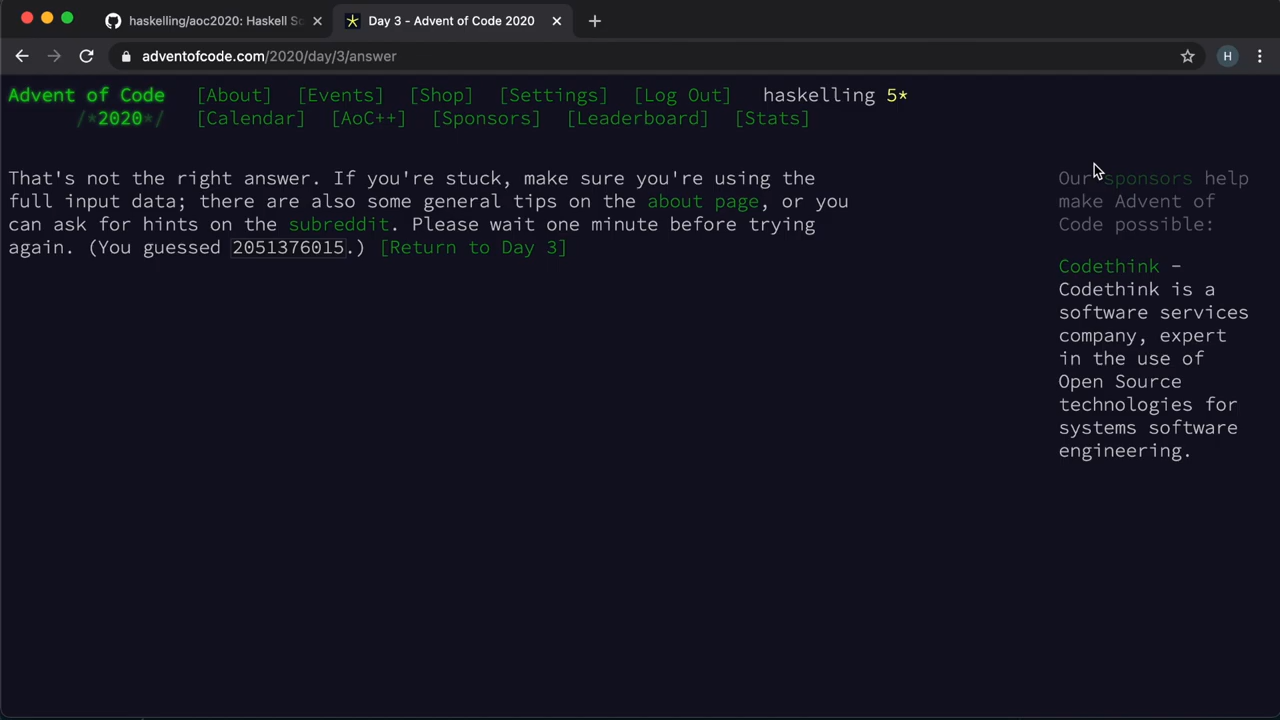 haskelling/aoc2020: Haskell So
Day 3 - Advent of Code 2020
adventofcode.com/2020/day/3/answer
H
Advent of Code [About] [Events] [Shop] [Settings] [Log Out] haskelling 5*
/*2020*/ [Calendar] [AoC++] [Sponsors] [Leaderboard] [Stats]
That's not the right answer. If you're stuck, make sure you're using the
full input data; there are also some general tips on the about page, or you
can ask for hints on the subreddit. Please wait one minute before trying
again. (You guessed 2051376015.) [Return to Day 3]
Our sponsors help
make Advent of
Code possible:
Codethink –
Codethink is a
software services
company, expert
in the use of
Open Source
technologies for
systems software
engineering.